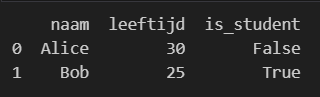 naam leeftijd is_student
0 Alice 30 False
1 Bob 25 True